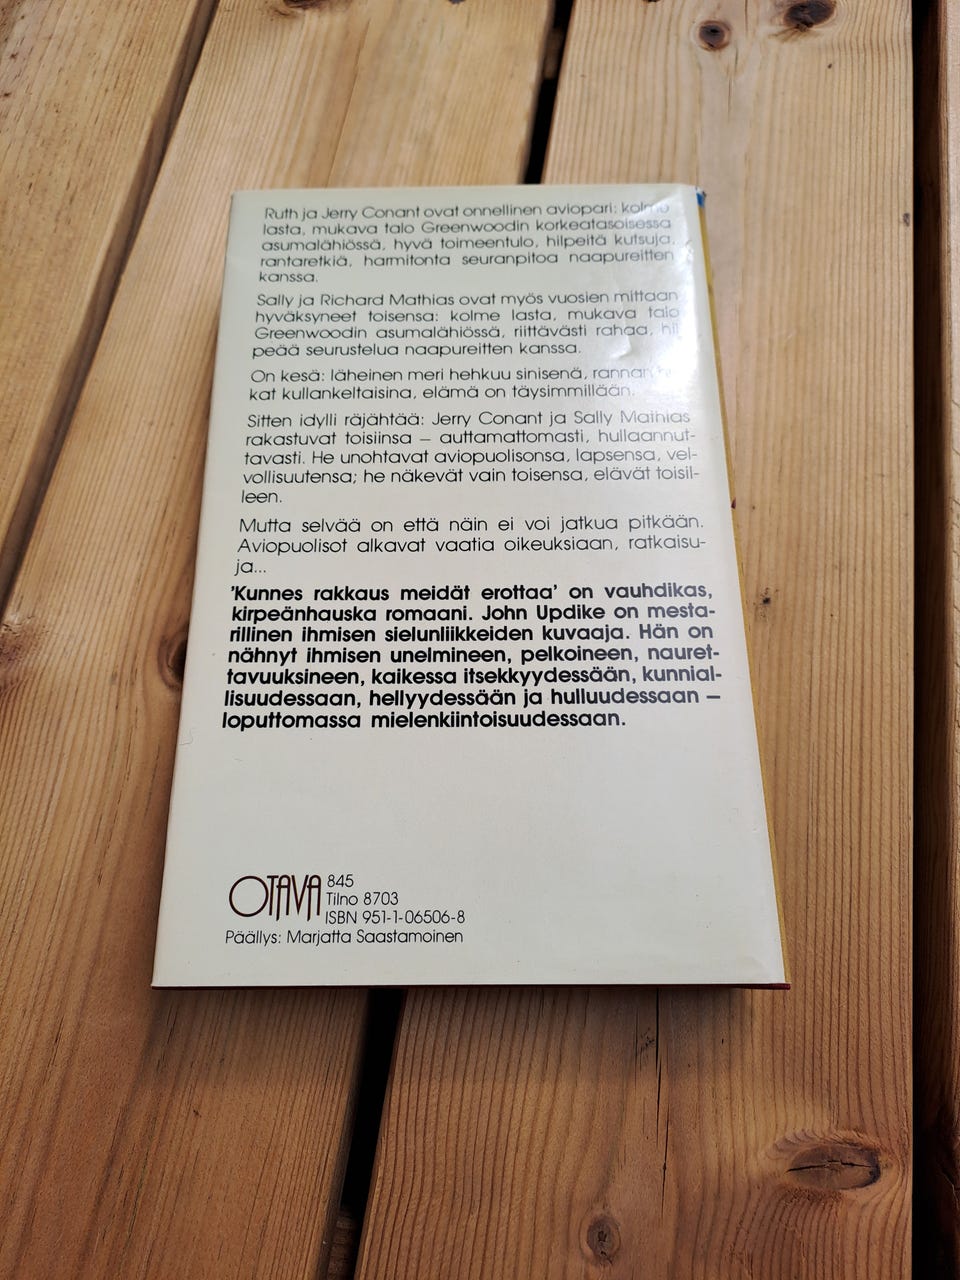 Ruth ja Jerry Conant ovat onnellinen aviopari: kolme
lasta, mukava talo Greenwoodin korkeatasoisessa
asumalähiössä, hyvä toimeentulo, hilpeitä kutsuja,
rantaretkiä, harmitonta seuranpitoa naapureitten
kanssa.
Sally ja Richard Mathias ovat myös vuosien mittaan
hyväksyneet toisensa: kolme lasta, mukava talo
Greenwoodin asumalähiössä, riittävästi rahaa, hil-
peää seurustelua naapureitten kanssa.
On kesä: läheinen meri hehkuu sinisenä,
kat kullankeltaisina, elämä on täysimmillään.
Sitten idylli räjähtää: Jerry Conant ja Sally Mathias
rakastuvat toisiinsa – auttamattomasti, hullaannut-
tavasti. He unohtavat aviopuolisonsa, lapsensa, vel-
vollisuutensa; he näkevät vain toisensa, elävät toisil-
leen.
Mutta selvää on että näin ei voi jatkua pitkään.
Aviopuolisot alkavat vaatia oikeuksiaan, ratkaisu-
ja...
'Kunnes rakkaus meidät erottaa' on vauhdikas,
kirpeänhauska romaani. John Updike on mesta-
rillinen ihmisen sielunliikkeiden kuvaaja. Hän on
nähnyt ihmisen unelmineen, pelkoineen, nauret-
tavuuksineen, kaikessa itsekkyydessään, kunnial-
lisuudessaan, hellyydessään ja hulluudessaan –
loputtomassa mielenkiintoisuudessaan.
OTAVA 845
Tilno 8703
ISBN 951-1-06506-8
Päällys: Marjatta Saastamoinen